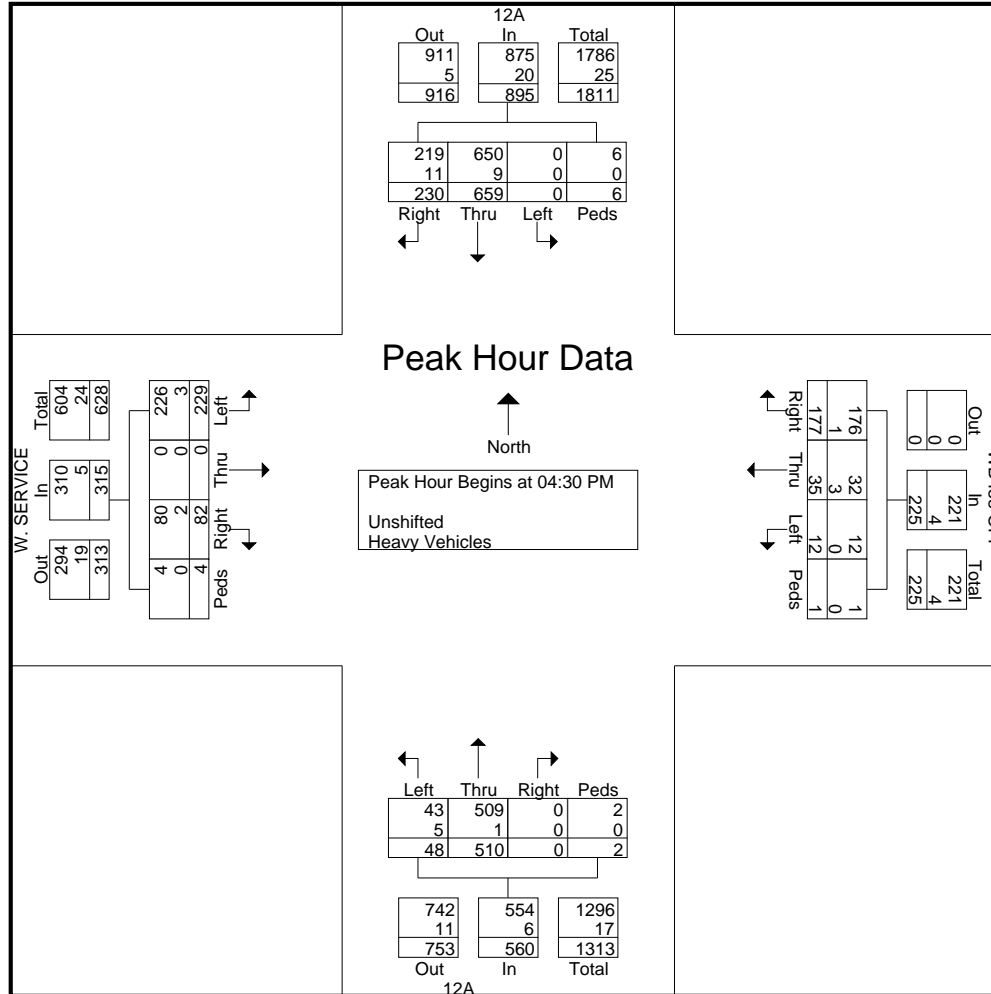 12A
Out In Total
911 875 1786
5 20 25
916 895 1811
219 650 0 6
11 9 0 0
230 659 0 6
Right Thru Left Peds
Peak Hour Data
North
Peak Hour Begins at 04:30 PM
Unshifted
Heavy Vehicles
W. SERVICE
Out In Total
294 310 604
19 5 24
313 315 628
226 0 80 4
3 0 2 0
229 0 82 4
Left Thru Right Peds
Out In Total
0 221 221
0 4 4
0 225 225
176 32 12 1
1 3 0 0
177 35 12 1
Right Thru Left Peds
Left Thru Right Peds
43 509 0 2
5 1 0 0
48 510 0 2
742 554 1296
11 6 17
753 560 1313
Out In Total
12A